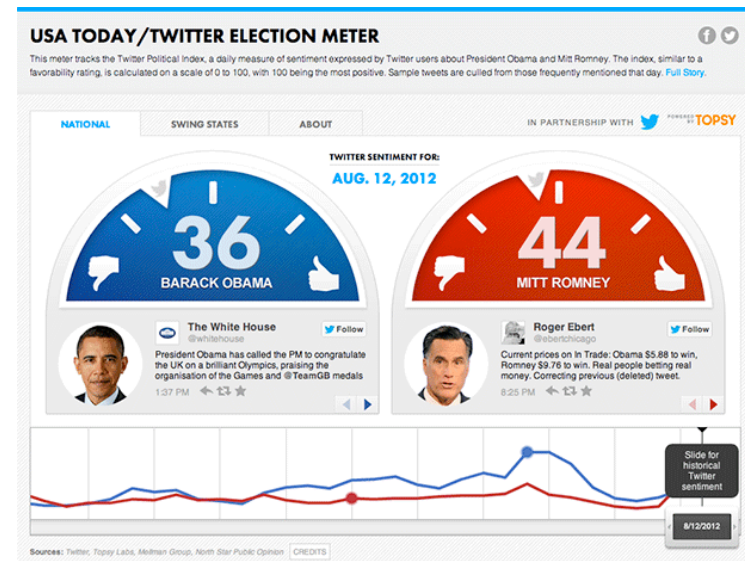 USA TODAY/TWITTER ELECTION METER
This meter tracks the Twitter Political Index, a daily measure of sentiment expressed by Twitter users about President Obama and Mitt Romney. The index, similar to a
favorability rating, is calculated on a scale of 0 to 100, with 100 being the most positive. Sample tweets are culled from those frequently mentioned that day. Full Story.
NATIONAL SWING STATES ABOUT
IN PARTNERSHIP WITH POWERED BY TOPSY
TWITTER SENTIMENT FOR:
AUG. 12, 2012
36
BARACK OBAMA
44
MITT ROMNEY
The White House
@whitehouse
Follow
President Obama has called the PM to congratulate
the UK on a brilliant Olympics, praising the
organisation of the Games and @TeamGB medals
1:37 PM
Roger Ebert
@ebertchicago
Follow
Current prices on In Trade: Obama $5.88 to win,
Romney $9.76 to win. Real people betting real
money. Correcting previous (deleted) tweet.
8:25 PM
Slide for
historical
Twitter
sentiment
8/12/2012
Sources: Twitter, Topsy Labs, Mellman Group, North Star Public Opinion CREDITS